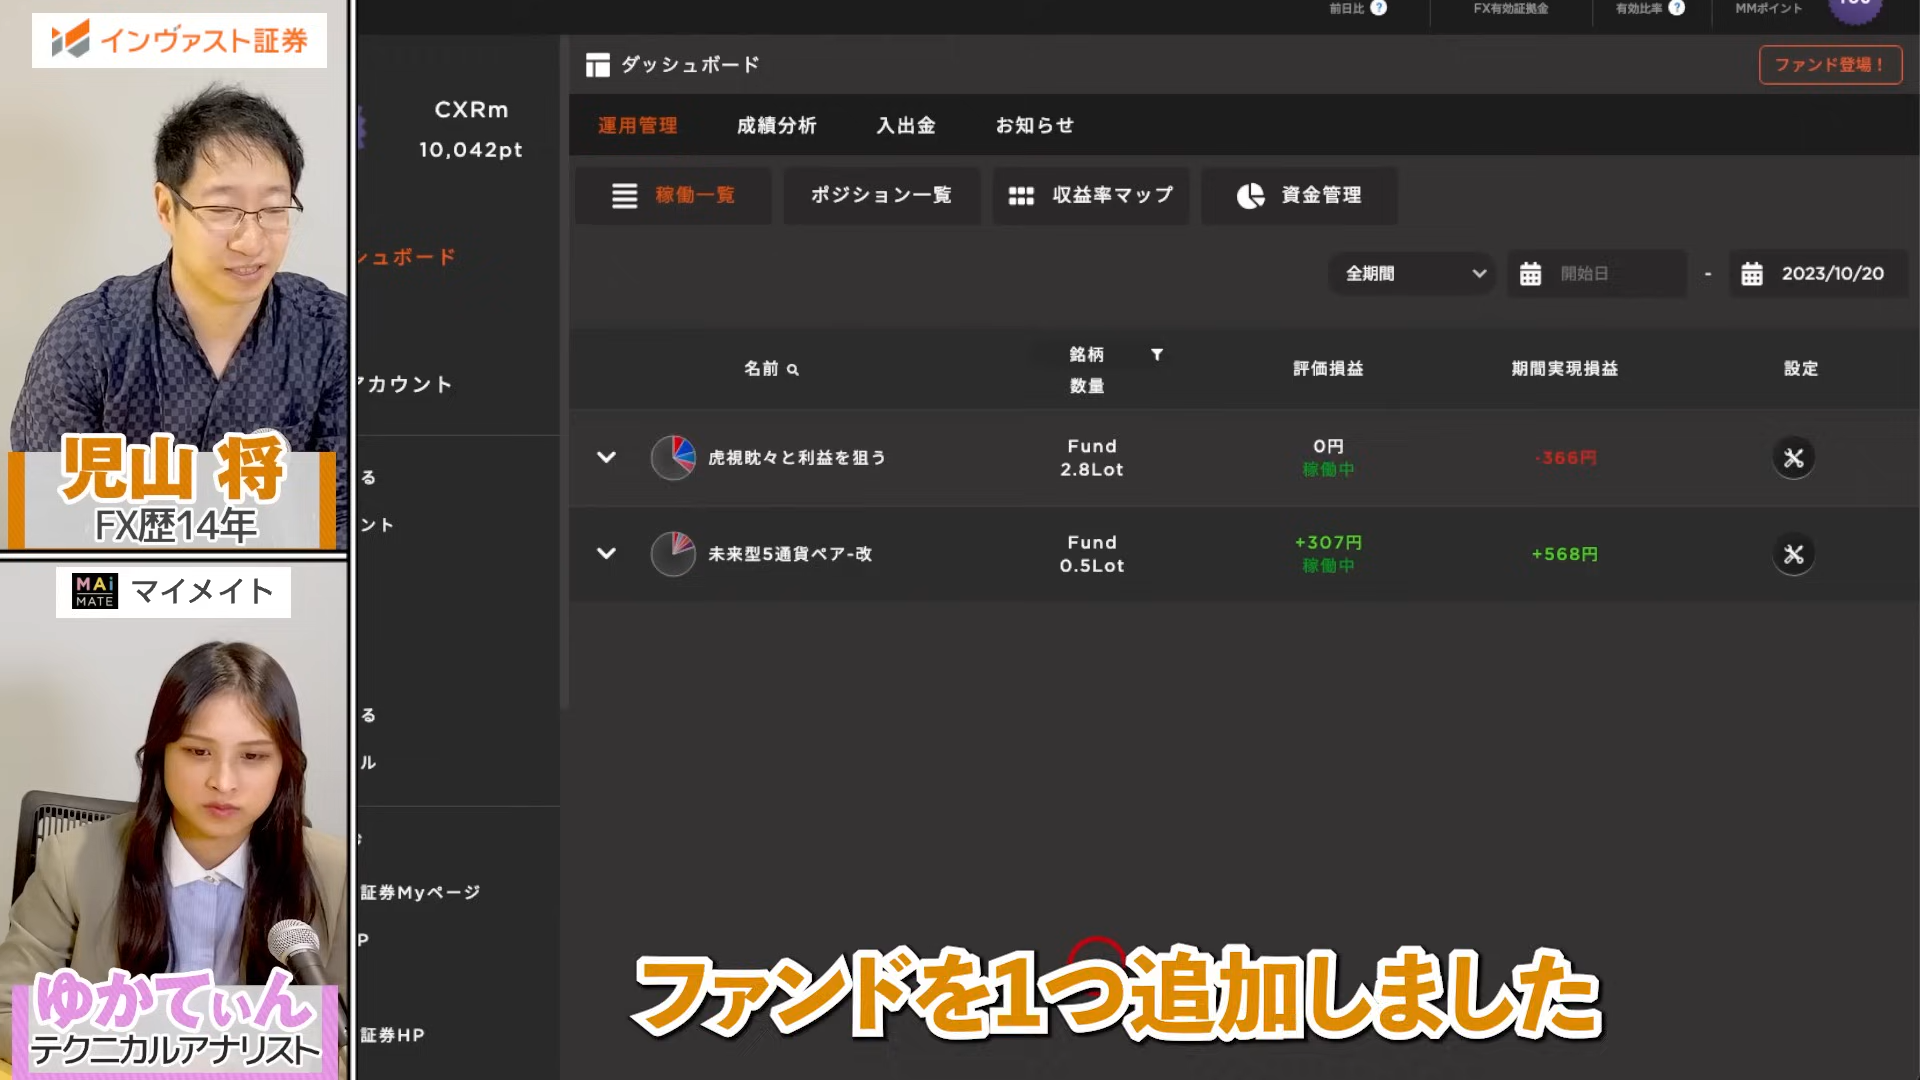 インヴァスト証券
児山 将
FX歴14年
MAi
MATE
マイメイト
ゆかてぃん
テクニカルアナリスト
前日比 ?
FX有効証拠金
有効比率 ?
MMポイント
CXRm
10,042pt
シュボード
アカウント
る
ント
る
ル
証券Myページ
P
証券HP
ダッシュボード
ファンド登場!
運用管理
成績分析
入出金
お知らせ
稼働一覧
ポジション一覧
収益率マップ
資金管理
全期間
開始日
-
2023/10/20
名前
銘柄
数量
評価損益
期間実現損益
設定
虎視眈々と利益を狙う
Fund
2.8Lot
0円
稼働中
-366円
未来型5通貨ペア-改
Fund
0.5Lot
+307円
稼働中
+568円
ファンドを1つ追加しました